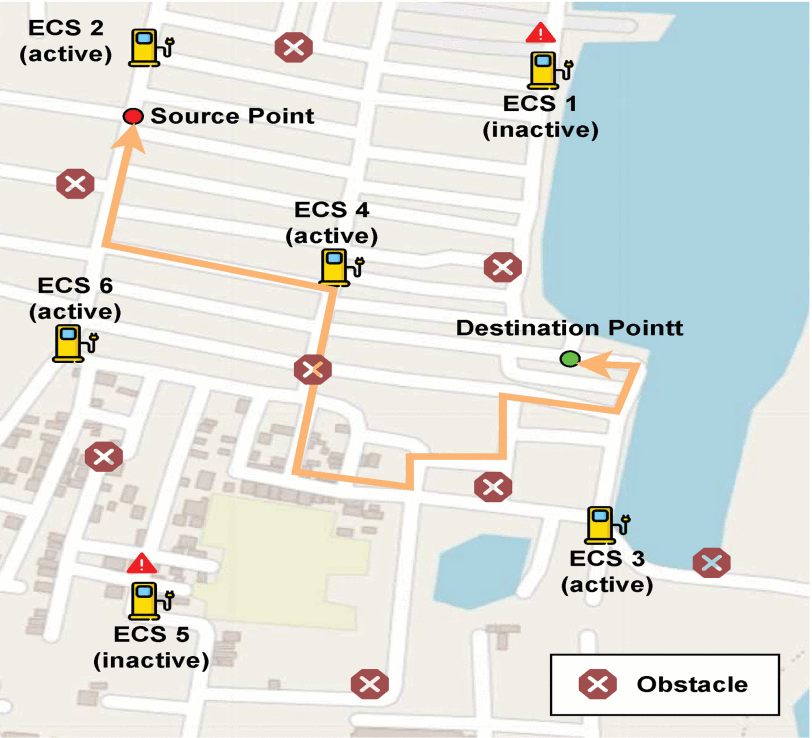 ECS 2
(active)
ECS 1
(inactive)
Source Point
ECS 4
(active)
ECS 6
(active)
Destination Pointt
ECS 3
(active)
ECS 5
(inactive)
Obstacle